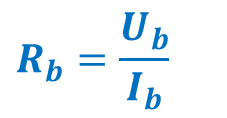 R_b = U_b / I_b